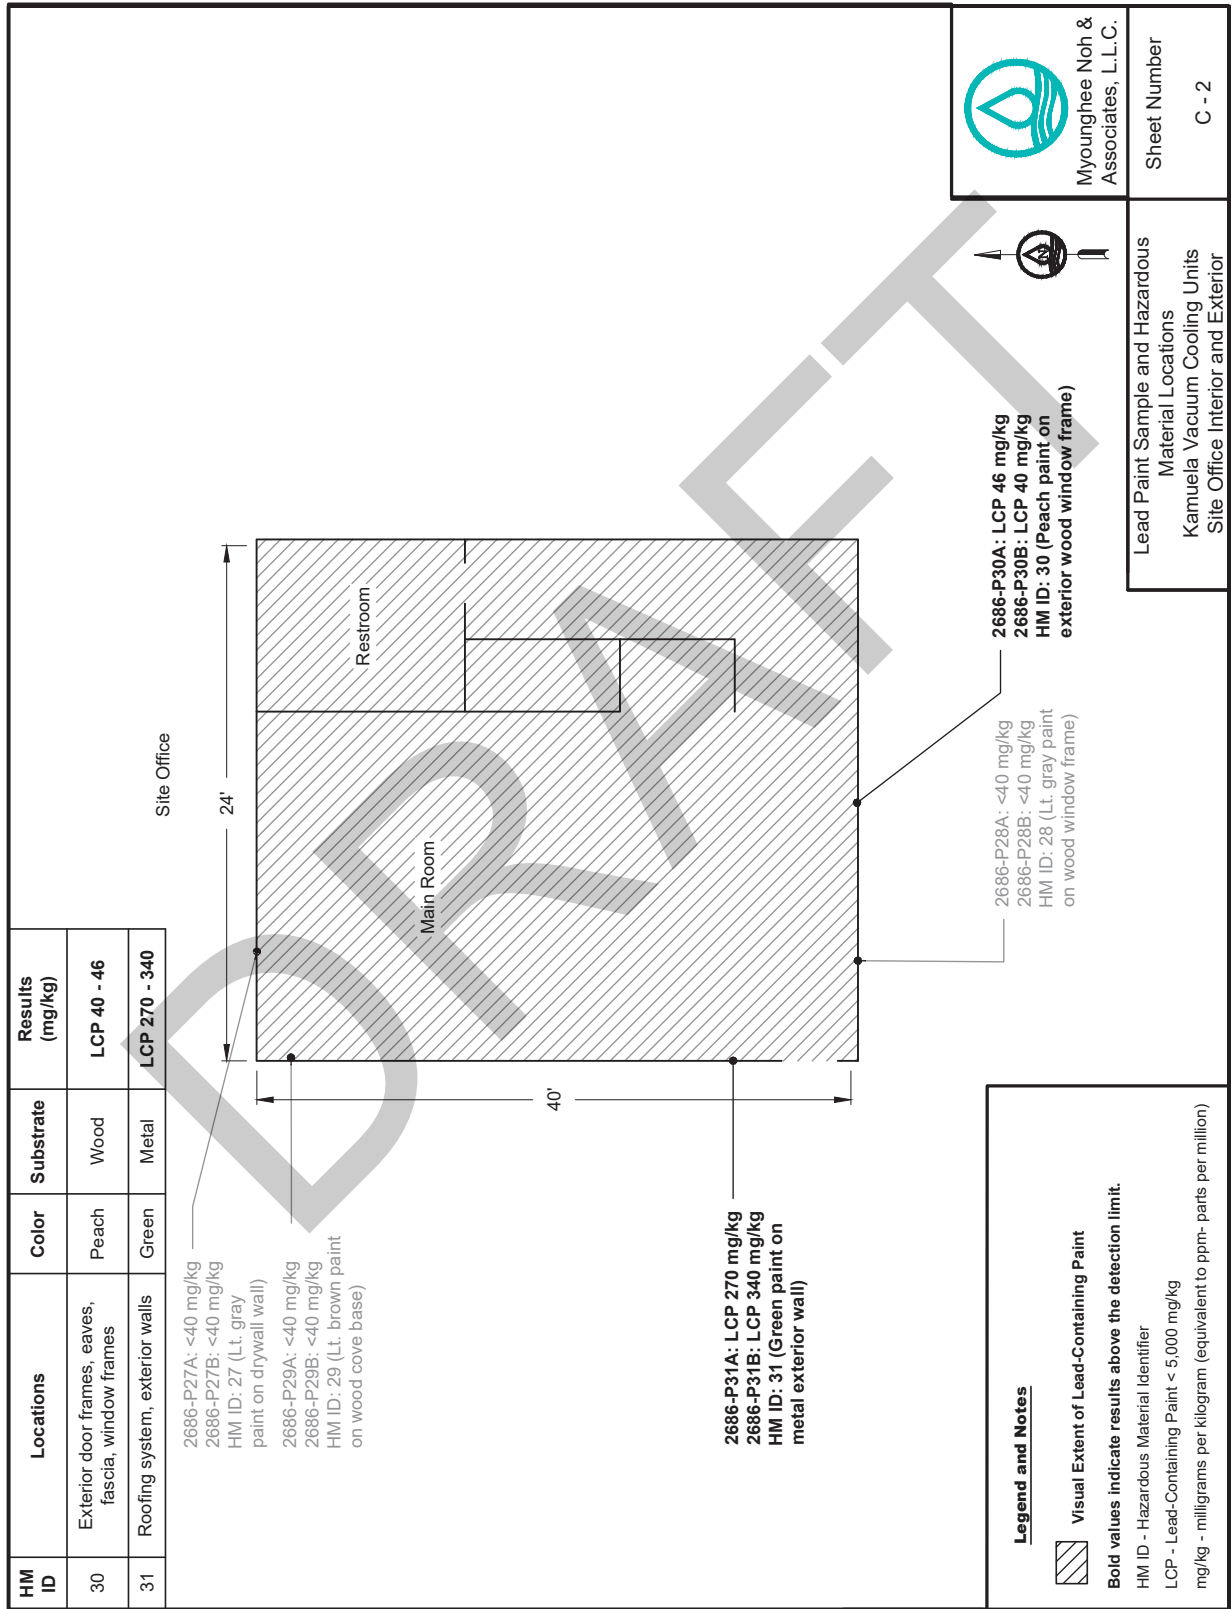 HM
ID
Locations
Color
Substrate
Results
(mg/kg)
30
Exterior door frames, eaves,
fascia, window frames
Peach
Wood
LCP 40 - 46
31
Roofing system, exterior walls
Green
Metal
LCP 270 - 340
2686-P27A: <40 mg/kg
2686-P27B: <40 mg/kg
HM ID: 27 (Lt. gray
paint on drywall wall)
2686-P29A: <40 mg/kg
2686-P29B: <40 mg/kg
HM ID: 29 (Lt. brown paint
on wood cove base)
Site Office
24'
40'
Main Room
Restroom
2686-P31A: LCP 270 mg/kg
2686-P31B: LCP 340 mg/kg
HM ID: 31 (Green paint on
metal exterior wall)
2686-P28A: <40 mg/kg
2686-P28B: <40 mg/kg
HM ID: 28 (Lt. gray paint
on wood window frame)
2686-P30A: LCP 46 mg/kg
2686-P30B: LCP 40 mg/kg
HM ID: 30 (Peach paint on
exterior wood window frame)
DRAFT
Legend and Notes
Visual Extent of Lead-Containing Paint
Bold values indicate results above the detection limit.
HM ID - Hazardous Material Identifier
LCP - Lead-Containing Paint < 5,000 mg/kg
mg/kg - milligrams per kilogram (equivalent to ppm- parts per million)
N
Myounghee Noh &
Associates, L.L.C.
Lead Paint Sample and Hazardous
Material Locations
Kamuela Vacuum Cooling Units
Site Office Interior and Exterior
Sheet Number
C - 2